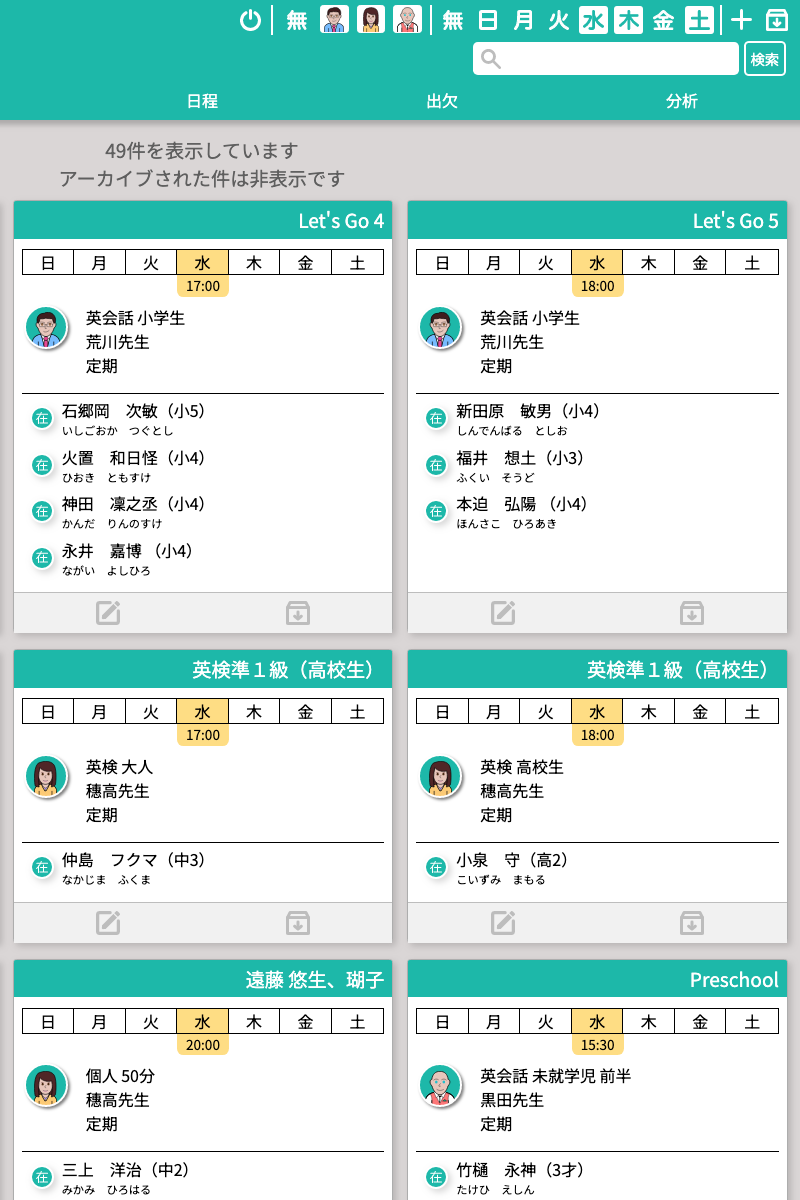 無 無 日 月 火 水 木 金 土
検索
日程 出欠 分析
49件を表示しています
アーカイブされた件は非表示です
Let's Go 4
日 月 火 水 木 金 土
17:00
英会話 小学生
荒川先生
定期
在 石郷岡　次敏（小5）
いしごおか　つぐとし
在 火置　和日怪（小4）
ひおき　ともすけ
在 神田　凜之丞（小4）
かんだ　りんのすけ
在 永井　嘉博 （小4）
ながい　よしひろ
Let's Go 5
日 月 火 水 木 金 土
18:00
英会話 小学生
荒川先生
定期
在 新田原　敏男（小4）
しんでんばる　としお
在 福井　想土（小3）
ふくい　そうど
在 本迫　弘陽 （小4）
ほんさこ　ひろあき
英検準１級（高校生）
日 月 火 水 木 金 土
17:00
英検 大人
穂高先生
定期
在 仲島　フクマ（中3）
なかじま　ふくま
英検準１級（高校生）
日 月 火 水 木 金 土
18:00
英検 高校生
穂高先生
定期
在 小泉　守（高2）
こいずみ　まもる
遠藤 悠生、瑚子
日 月 火 水 木 金 土
20:00
個人 50分
穂高先生
定期
在 三上　洋治（中2）
みかみ　ひろはる
Preschool
日 月 火 水 木 金 土
15:30
英会話 未就学児 前半
黒田先生
定期
在 竹樋　永神（3才）
たけひ　えしん